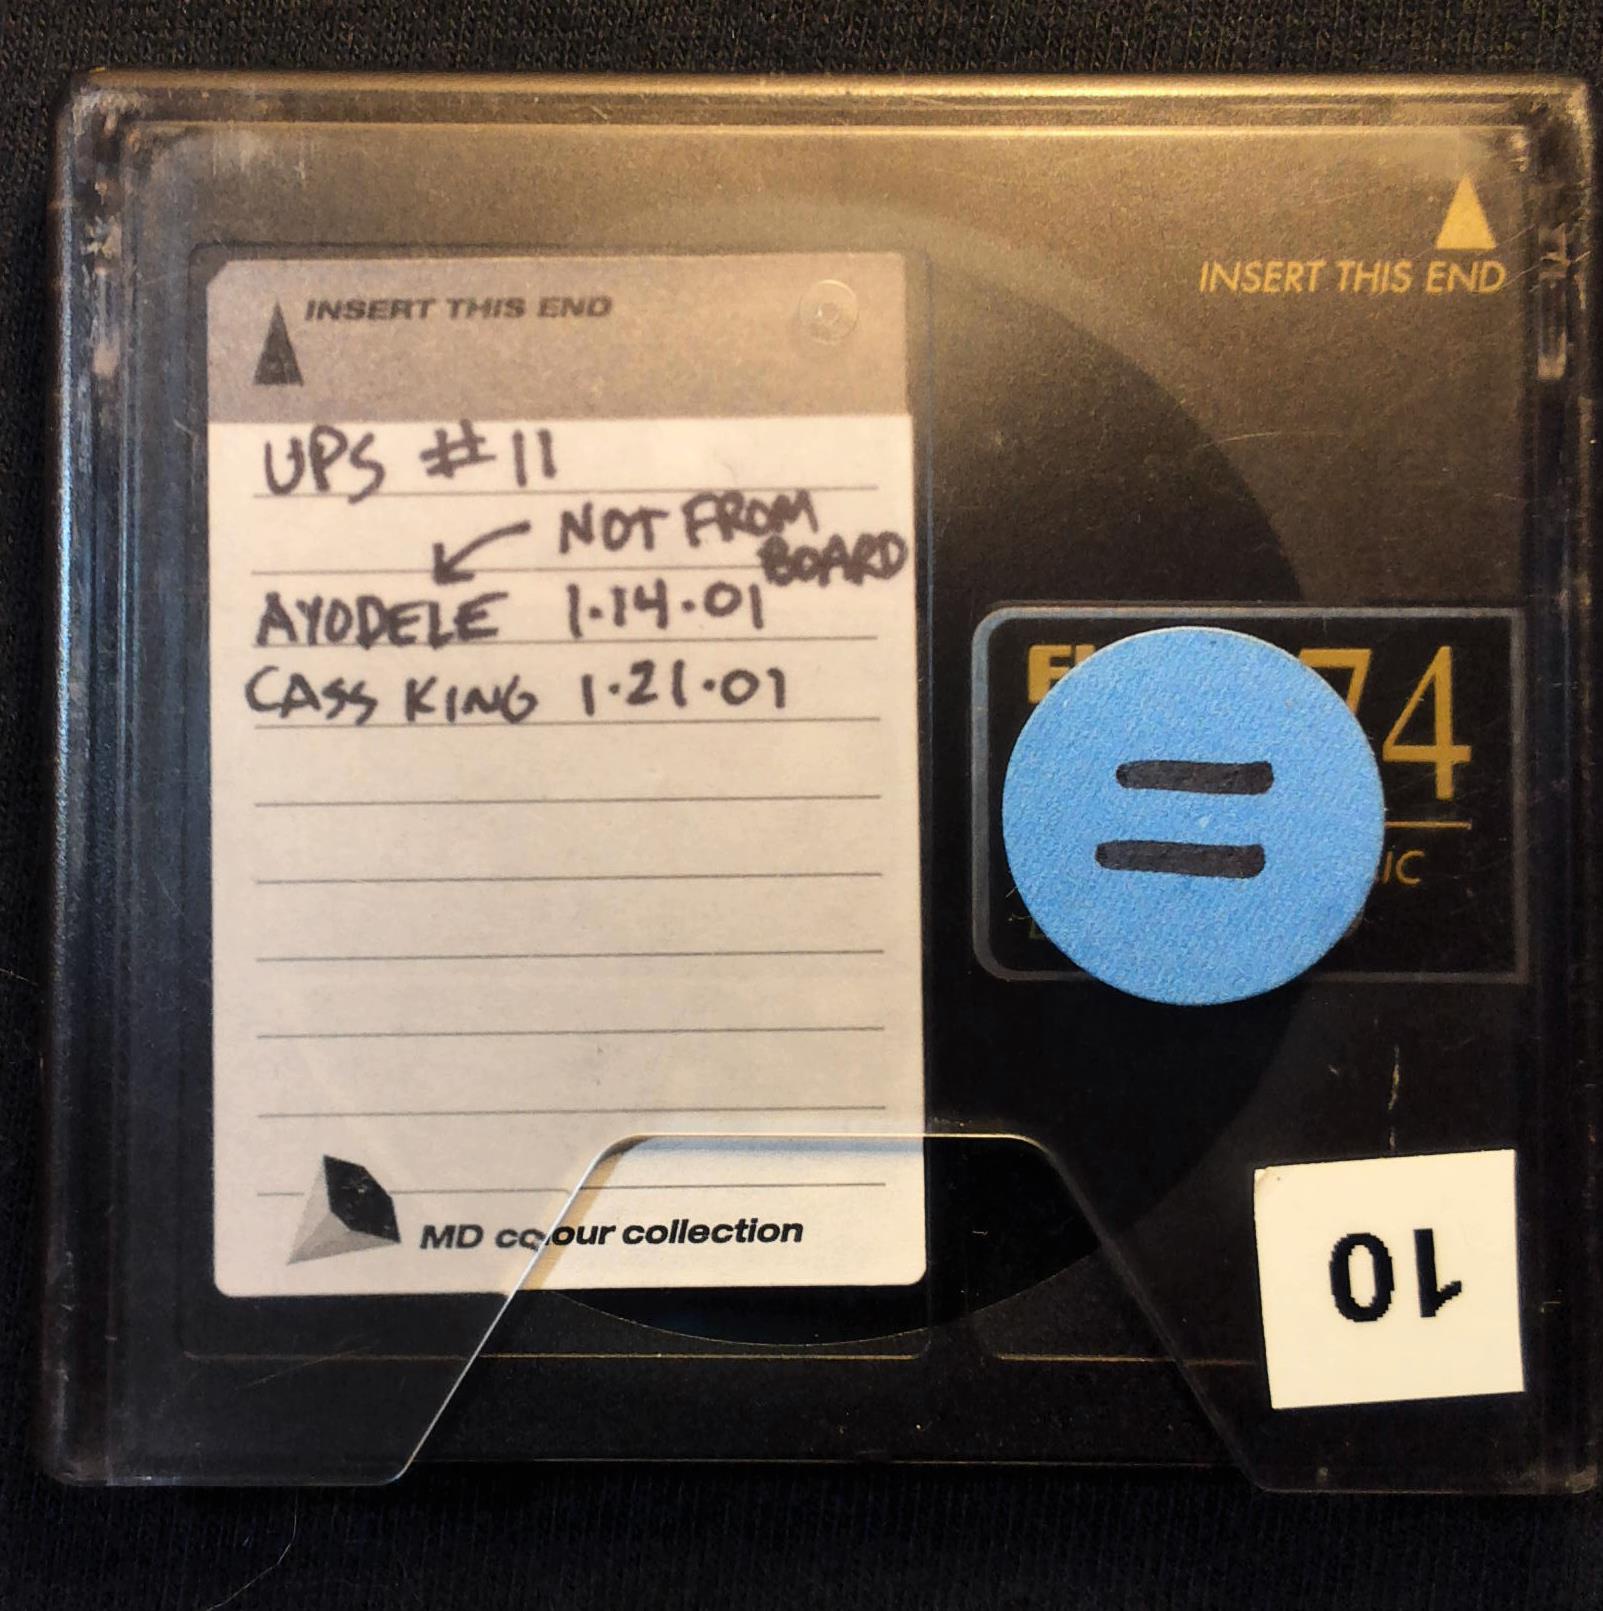 INSERT THIS END
INSERT THIS END
UPS #11
NOT FROM
BOARD
AYODELE 1.14.01
CASS KING 1.21.01
74
11
MD colour collection
10